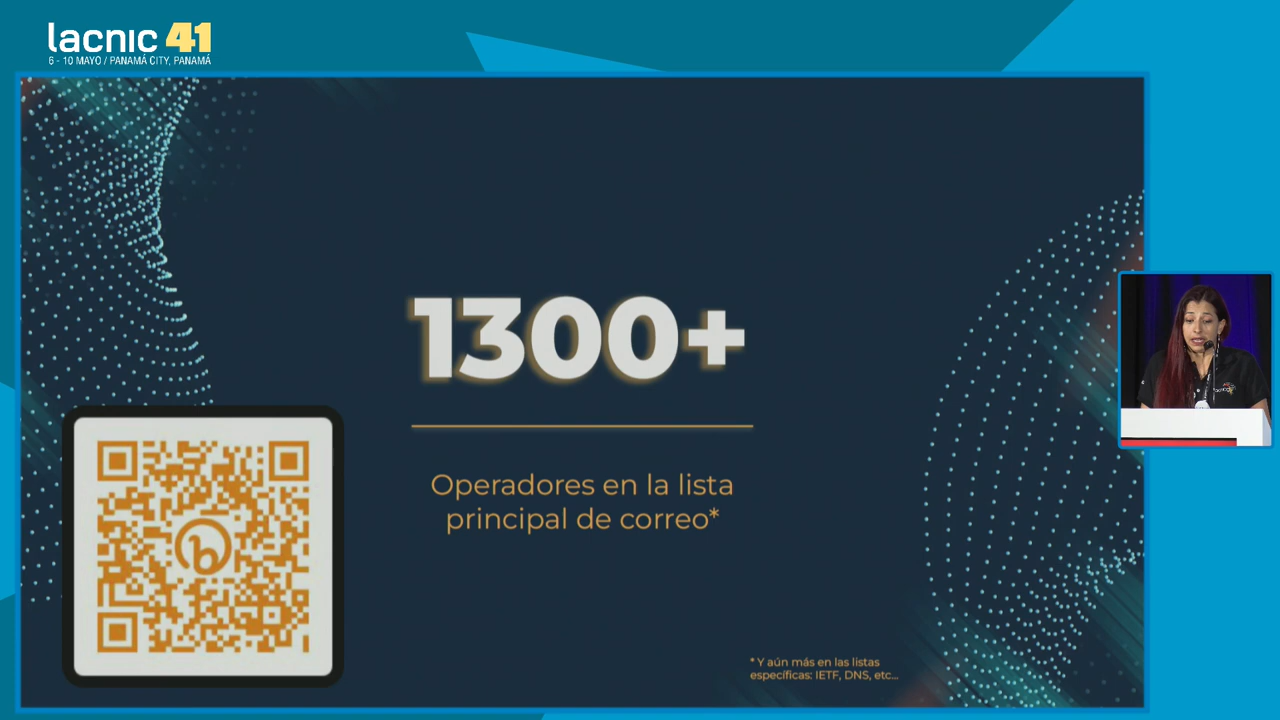 lacnic 41
6 - 10 MAYO / PANAMÁ CITY, PANAMÁ
1300+
Operadores en la lista
principal de correo*
* Y aún más en las listas
específicas: IETF, DNS, etc...